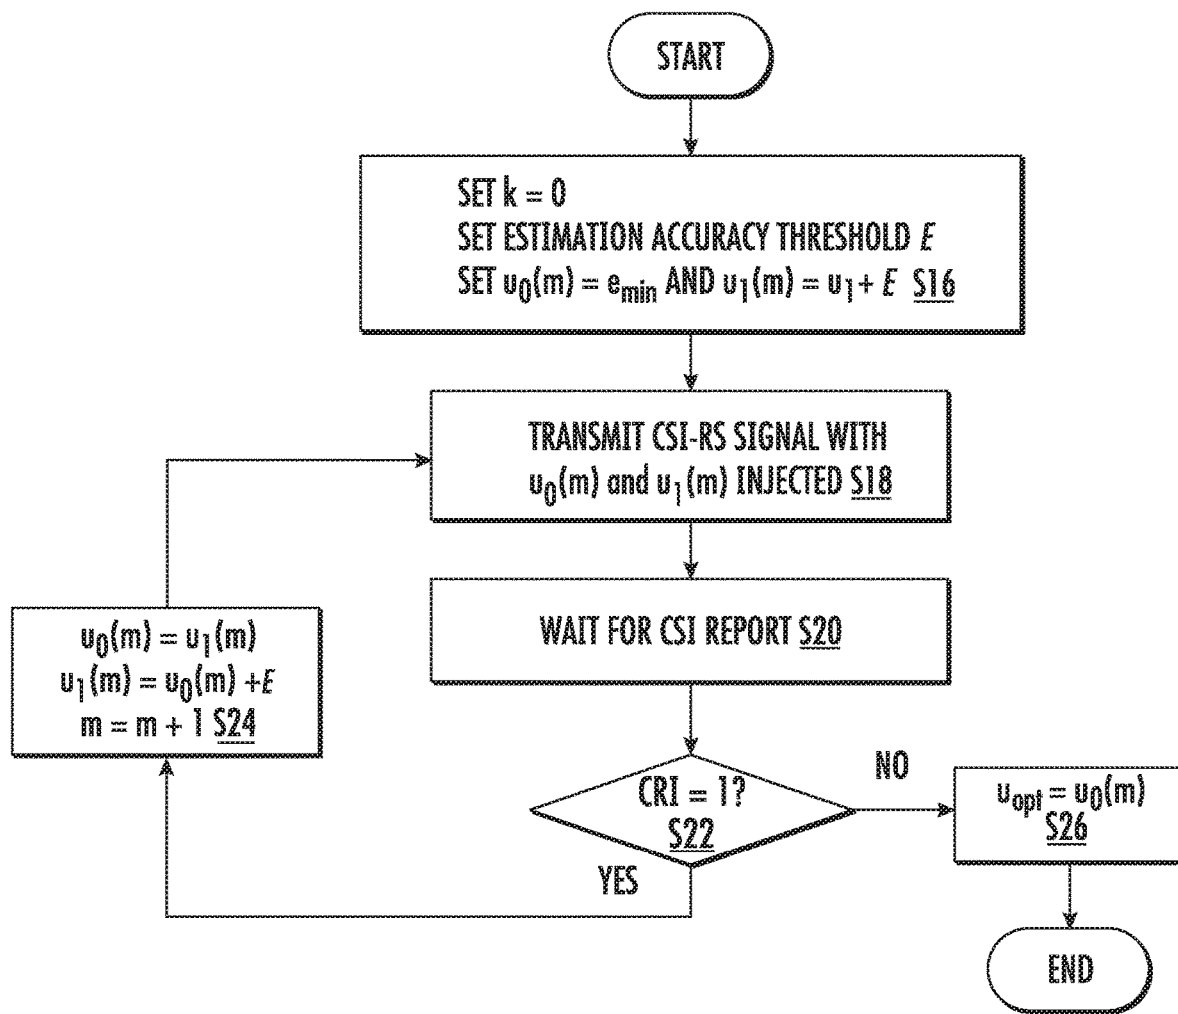 START
SET k = 0
SET ESTIMATION ACCURACY THRESHOLD E
SET u₀(m) = eₘᵢₙ AND u₁(m) = u₁ + E S16
TRANSMIT CSI-RS SIGNAL WITH
u₀(m) and u₁(m) INJECTED S18
WAIT FOR CSI REPORT S20
u₀(m) = u₁(m)
u₁(m) = u₀(m) +E
m = m + 1 S24
CRI = 1?
S22
NO
YES
u_opt = u₀(m)
S26
END